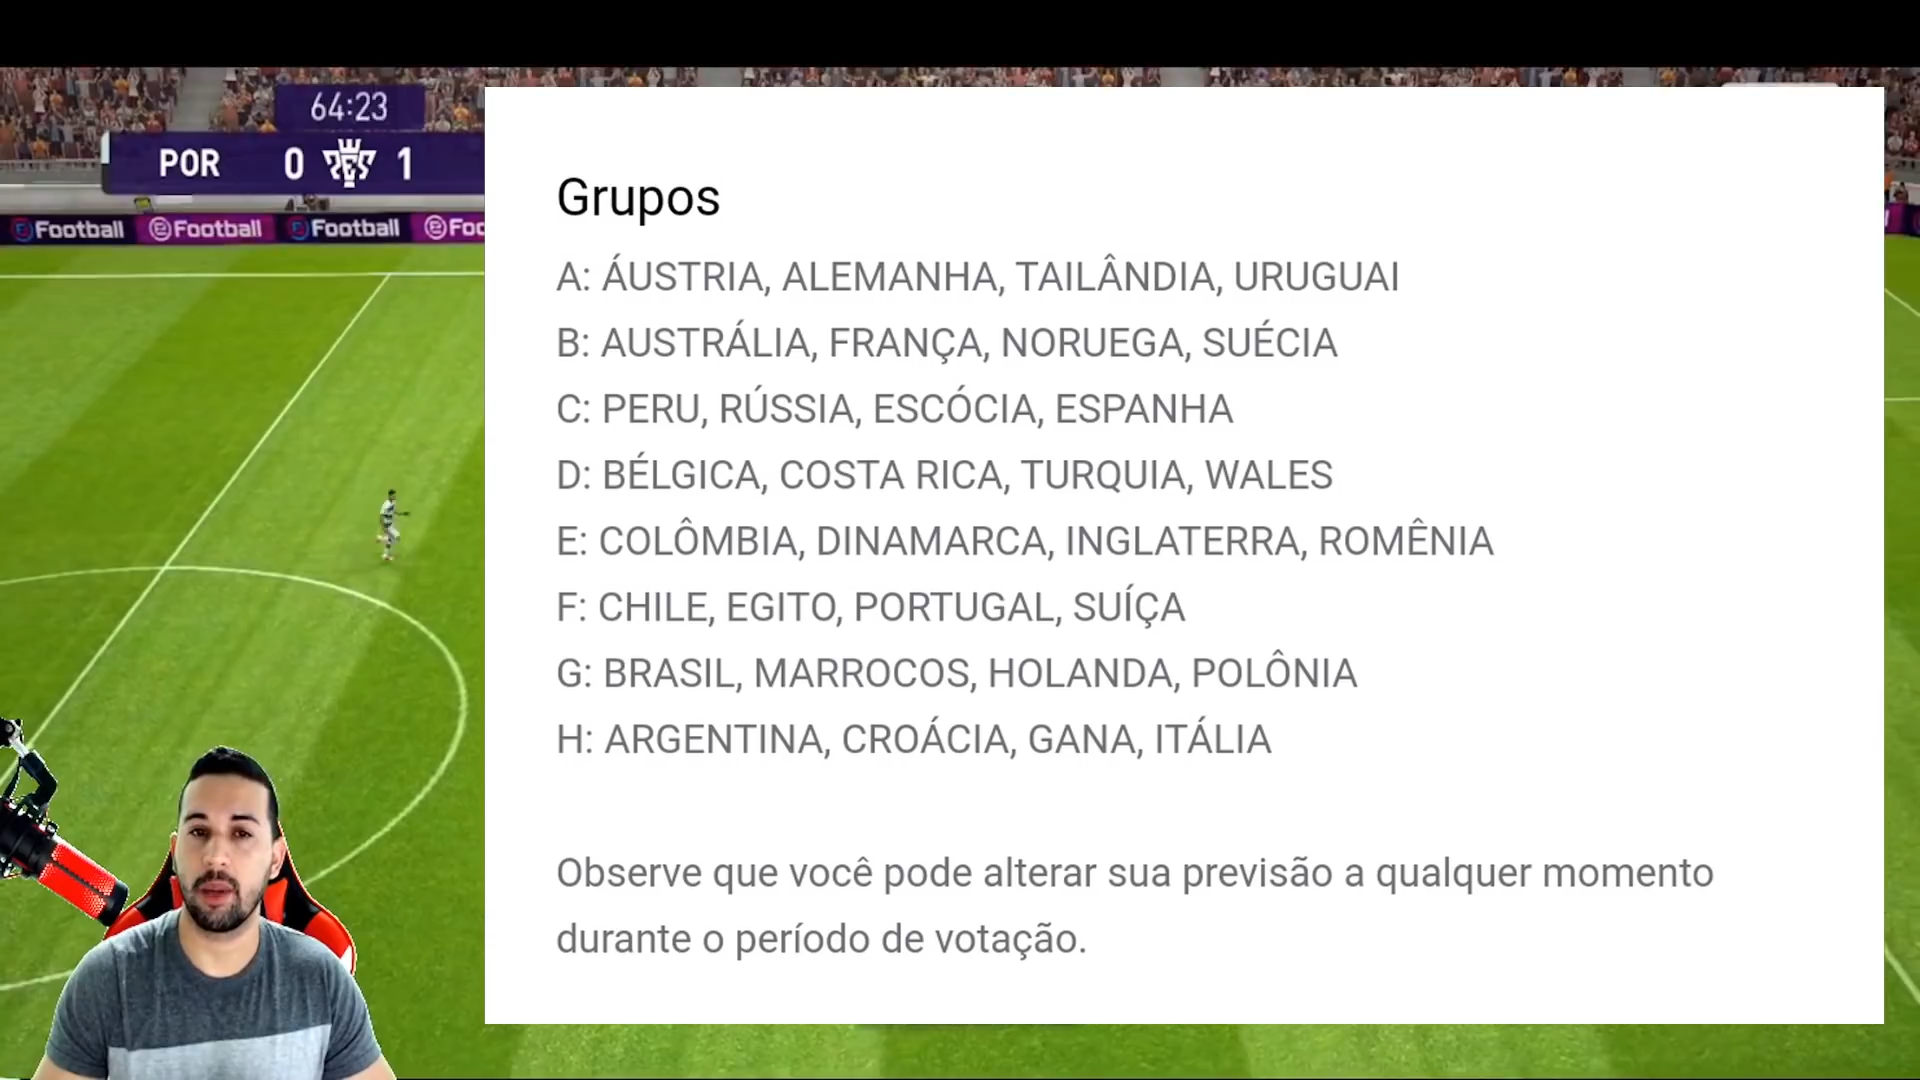 64:23
POR 0 PES 1
Football Football Football Foo
Grupos
A: ÁUSTRIA, ALEMANHA, TAILÂNDIA, URUGUAI
B: AUSTRÁLIA, FRANÇA, NORUEGA, SUÉCIA
C: PERU, RÚSSIA, ESCÓCIA, ESPANHA
D: BÉLGICA, COSTA RICA, TURQUIA, WALES
E: COLÔMBIA, DINAMARCA, INGLATERRA, ROMÊNIA
F: CHILE, EGITO, PORTUGAL, SUÍÇA
G: BRASIL, MARROCOS, HOLANDA, POLÔNIA
H: ARGENTINA, CROÁCIA, GANA, ITÁLIA
Observe que você pode alterar sua previsão a qualquer momento
durante o período de votação.